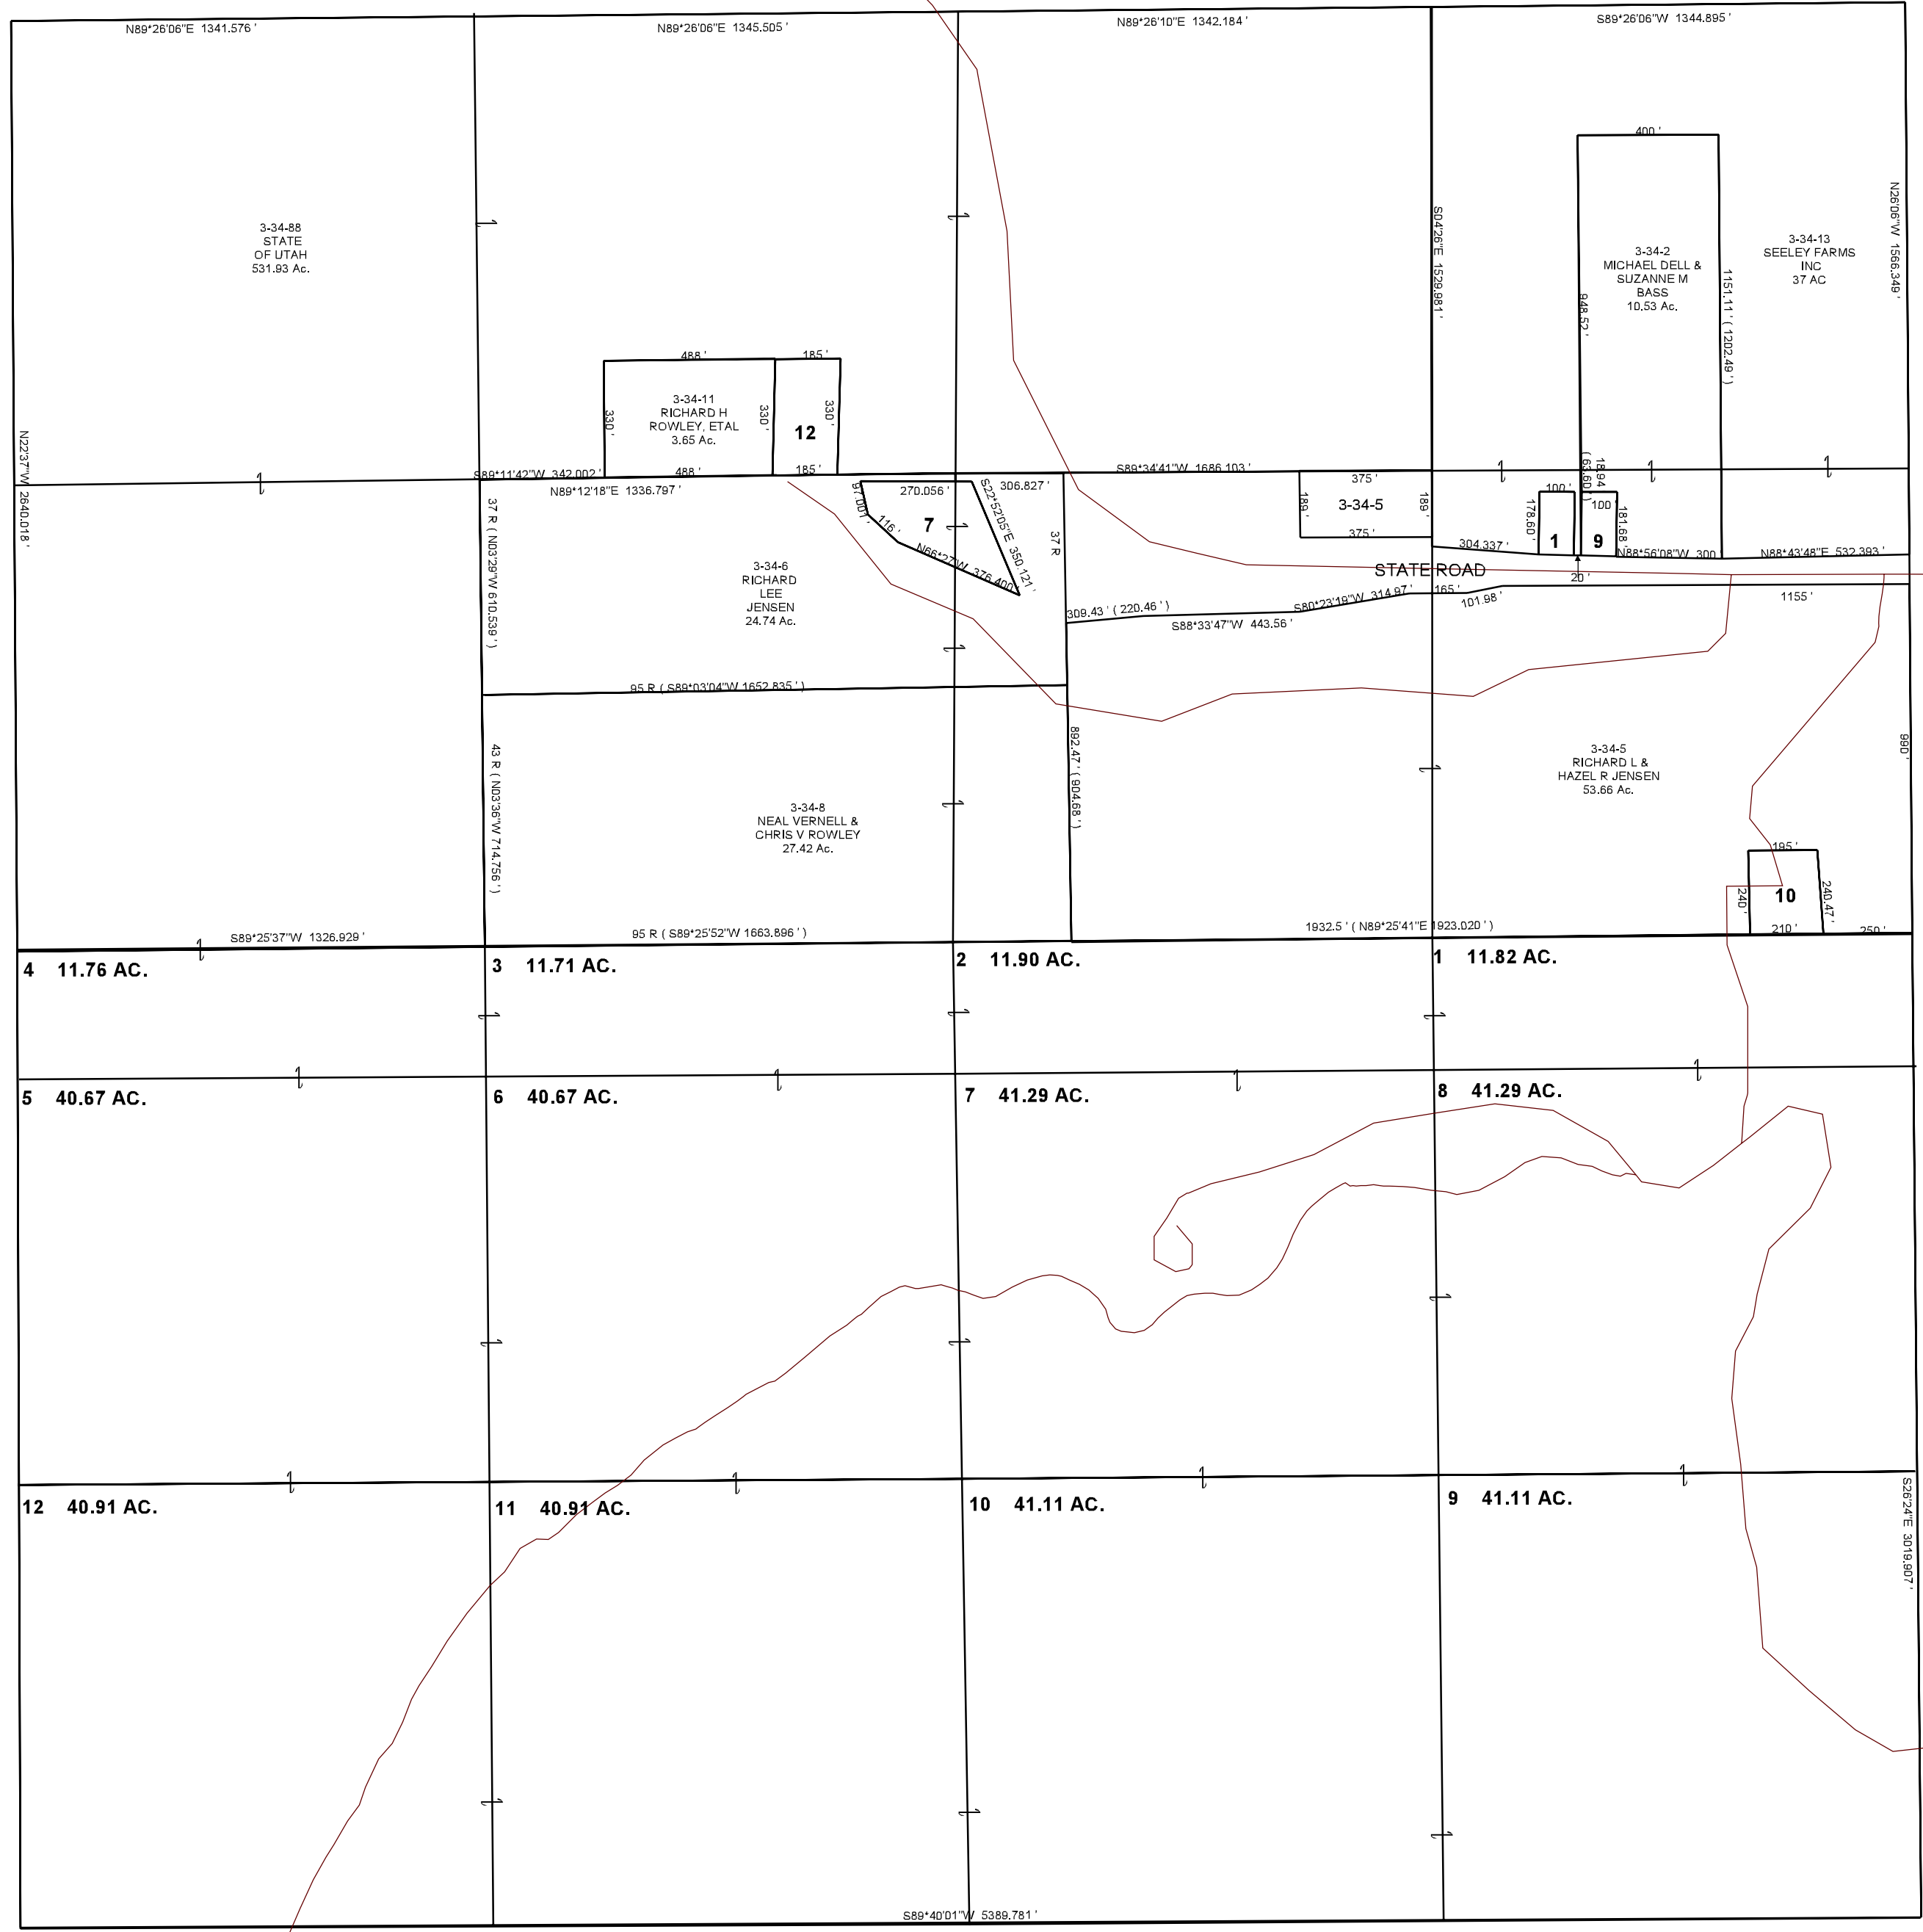 N89*26'06"E 1341.576 '
N89*26'06"E 1345.505 '
N89*26'10"E 1342.184 '
S89*26'06"W 1344.895 '
400 '
3-34-88
STATE
OF UTAH
531.93 Ac.
S04'26"E 1529.981 '
3-34-2
MICHAEL DELL &
SUZANNE M
BASS
10.53 Ac.
3-34-13
SEELEY FARMS
INC
37 AC
N26'06"W 1566.349 '
948.52 '
1151.11 ' ( 1202.49 ' )
488 '
185 '
330 '
3-34-11
RICHARD H
ROWLEY, ETAL
3.65 Ac.
330 '
330 '
12
N22'37"W 2640.018 '
S89*11'42"W 342.002 '
488 '
185 '
S89*34'41"W 1686.103 '
N89*12'18"E 1336.797 '
270.056 '
306.827 '
375 '
189 '
3-34-5
189 '
375 '
18.94
( 63.60 ' )
100 '
100 '
178.60 '
1
9
181.68 '
37 R ( N03'29"W 610.539 ' )
97.001 '
116 '
7
S22*52'05"E 350.121 '
N66*27'W 376.400 '
37 R
304.337 '
N88*56'08"W 300 '
N88*43'48"E 532.393 '
STATE ROAD
20 '
3-34-6
RICHARD
LEE
JENSEN
24.74 Ac.
309.43 ' ( 220.46 ' )
S88*33'47"W 443.56 '
S80*23'19"W 314.97 '
165 '
101.98 '
1155 '
95 R ( S89*03'04"W 1652.835 ' )
43 R ( N03'36"W 714.756 ' )
892.47 ' ( 904.68 ' )
990 '
3-34-5
RICHARD L &
HAZEL R JENSEN
53.66 Ac.
3-34-8
NEAL VERNELL &
CHRIS V ROWLEY
27.42 Ac.
195 '
240 '
10
240.47 '
210 '
250 '
S89*25'37"W 1326.929 '
95 R ( S89*25'52"W 1663.896 ' )
1932.5 ' ( N89*25'41"E 1923.020 ' )
4 11.76 AC.
3 11.71 AC.
2 11.90 AC.
1 11.82 AC.
5 40.67 AC.
6 40.67 AC.
7 41.29 AC.
8 41.29 AC.
12 40.91 AC.
11 40.91 AC.
10 41.11 AC.
9 41.11 AC.
S26'24"E 3019.907 '
S89*40'01"W 5389.781 '